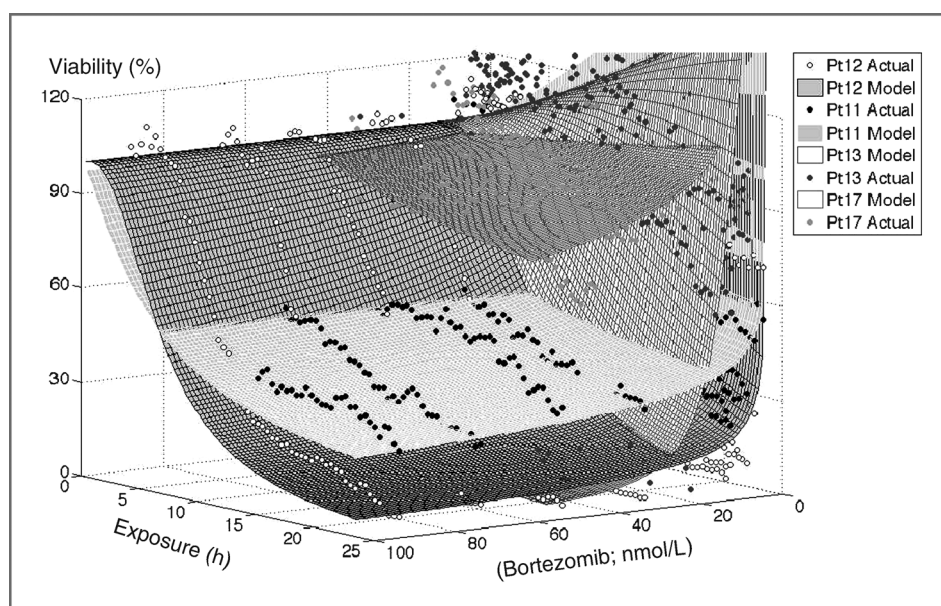 Viability (%)
120
90
60
30
0
0
5
10
15
20
25
Exposure (h)
100
80
60
40
20
0
(Bortezomib; nmol/L)
Pt12 Actual
Pt12 Model
Pt11 Actual
Pt11 Model
Pt13 Model
Pt13 Actual
Pt17 Model
Pt17 Actual